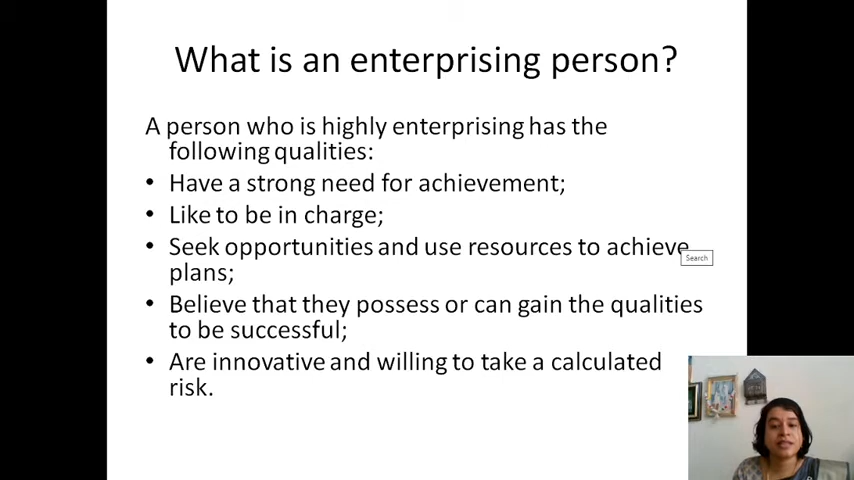 What is an enterprising person?
A person who is highly enterprising has the
following qualities:
• Have a strong need for achievement;
• Like to be in charge;
• Seek opportunities and use resources to achieve
plans;
Search
• Believe that they possess or can gain the qualities
to be successful;
• Are innovative and willing to take a calculated
risk.